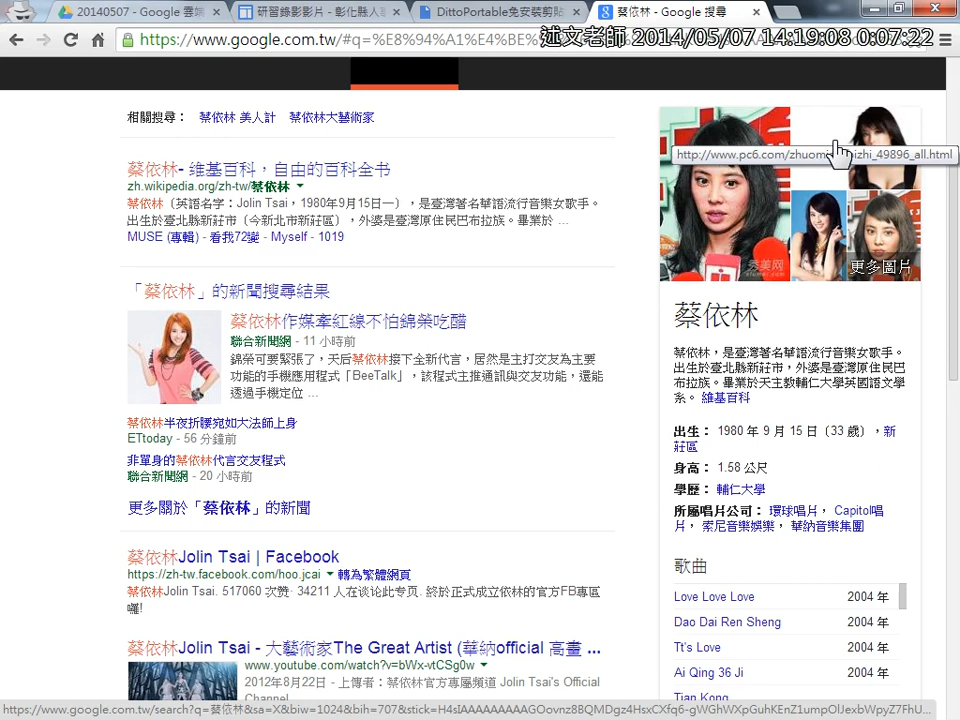 20140507 雲端
研習錄影影片 - 彰化縣人
DittoPortable免安裝剪貼
蔡依林 - Google 搜尋
https://www.google.com.tw/#q=%E8%94%A1%E4%BE%
述文老師 2014/05/07 14:19:08 0:07:22
相關搜尋： 蔡依林 美人計 蔡依林大藝術家
蔡依林- 維基百科，自由的百科全书
zh.wikipedia.org/zh-tw/蔡依林
蔡依林（英語名字：Jolin Tsai，1980年9月15日－），是臺灣著名華語流行音樂女歌手。
出生於臺北縣新莊市（今新北市新莊區），外婆是臺灣原住民布拉族。畢業於 ...
MUSE (專輯) - 看我72變 - Myself - 1019
「蔡依林」的新聞搜尋結果
蔡依林作媒牽紅線不怕錦榮吃醋
聯合新聞網 - 11 小時前
錦榮可要緊張了，天后蔡依林接下全新代言，居然是主打交友為主要
功能的手機應用程式「BeeTalk」，該程式主推通訊與交友功能，還能
透過手機定位 ...
蔡依林半夜折腰宛如大法師上身
ETtoday - 56 分鐘前
非單身的蔡依林代言交友程式
聯合新聞網 - 20 小時前
更多關於「蔡依林」的新聞
蔡依林Jolin Tsai | Facebook
https://zh-tw.facebook.com/hoo.jcai 轉為繁體網頁
蔡依林Jolin Tsai. 517060 次赞· 34211 人在谈论此专页. 終於正式成立依林的官方FB專區
囉!
蔡依林Jolin Tsai - 大藝術家The Great Artist (華納official 高畫 ...
www.youtube.com/watch?v=bWx-vtCSg0w
2012年8月22日 - 上傳者：蔡依林官方專屬頻道 Jolin Tsai's Official
Channel
http://www.pc6.com/zhuom
izhi_49896_all.html
秀美网
更多圖片
蔡依林
蔡依林，是臺灣著名華語流行音樂女歌手。
出生於臺北縣新莊市，外婆是臺灣原住民
布拉族。畢業於天主教輔仁大學英國語文學
系。 維基百科
出生： 1980 年 9 月 15 日（33 歲），新
莊區
身高： 1.58 公尺
學歷： 輔仁大學
所屬唱片公司： 環球唱片， Capitol唱
片， 索尼音樂娛樂， 華納音樂集團
歌曲
Love Love Love 2004 年
Dao Dai Ren Sheng 2004 年
Tt's Love 2004 年
Ai Qing 36 Ji 2004 年
Tian Kong
https://www.google.com.tw/search?q=蔡依林&sa=X&biw=1024&bih=707&stick=H4sIAAAAAAAAAGOovnz8BQMDgz4HsxCXfq6-gWGhWXpGuhKEnZ1umpOlJexbWpyZ7FhU...